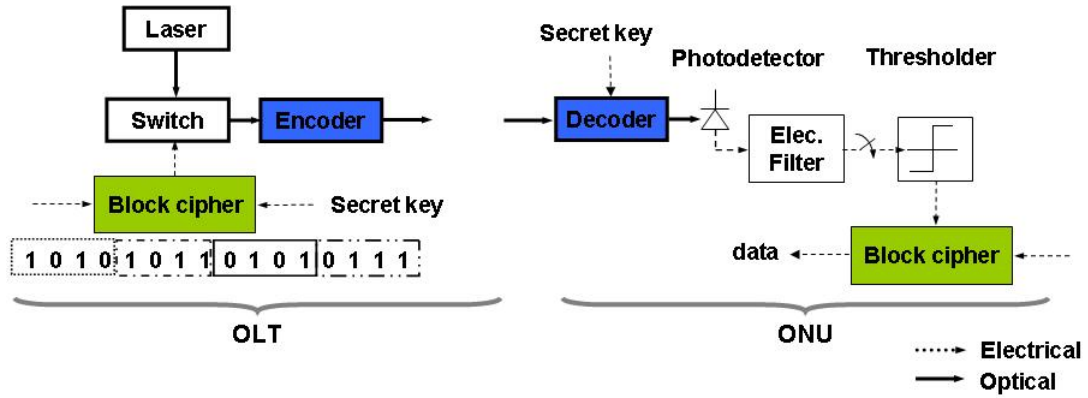 Laser
Switch
Encoder
Block cipher
Secret key
1 0 1 0 1 0 1 1 0 1 0 1 0 1 1 1
OLT
Secret key
Photodetector
Thresholder
Decoder
Elec.
Filter
data
Block cipher
ONU
Electrical
Optical